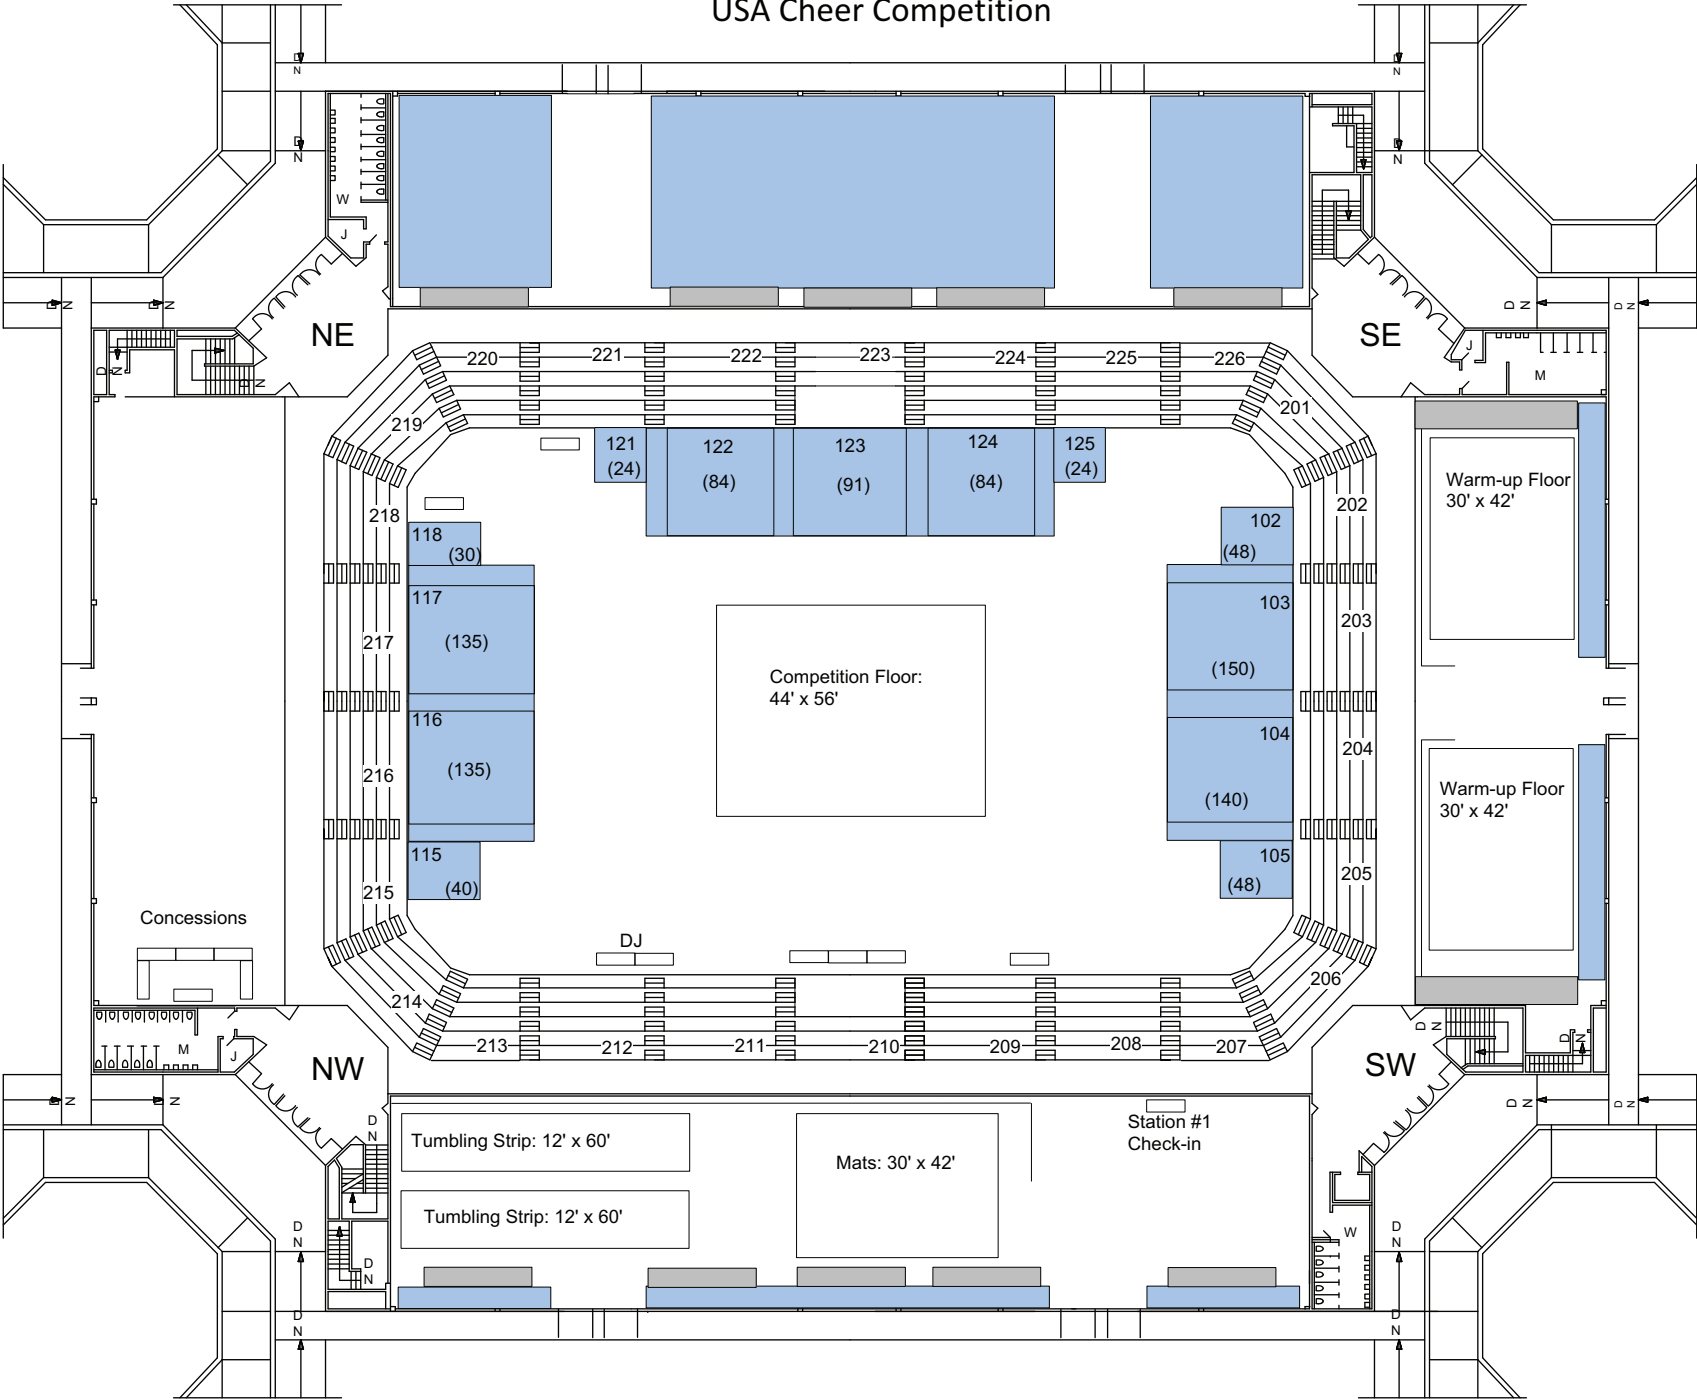 USA Cheer Competition
D
N
D
N
D
N
D
N
W
J
NE
SE
D
N
D
N
D
N
D
N
D
N
D
N
J
M
220
221
222
223
224
225
226
219
201
121
(24)
122
(84)
123
(91)
124
(84)
125
(24)
218
118
(30)
102
(48)
202
Warm-up Floor
30' x 42'
117
(135)
217
103
(150)
203
Competition Floor:
44' x 56'
116
(135)
216
104
(140)
204
Warm-up Floor
30' x 42'
115
(40)
215
105
(48)
205
Concessions
DJ
214
206
213
212
211
210
209
208
207
M
J
NW
SW
D
N
D
N
D
N
D
N
D
N
D
N
D
N
Tumbling Strip: 12' x 60'
Mats: 30' x 42'
Station #1
Check-in
Tumbling Strip: 12' x 60'
D
N
D
N
W
D
N
D
N
D
N